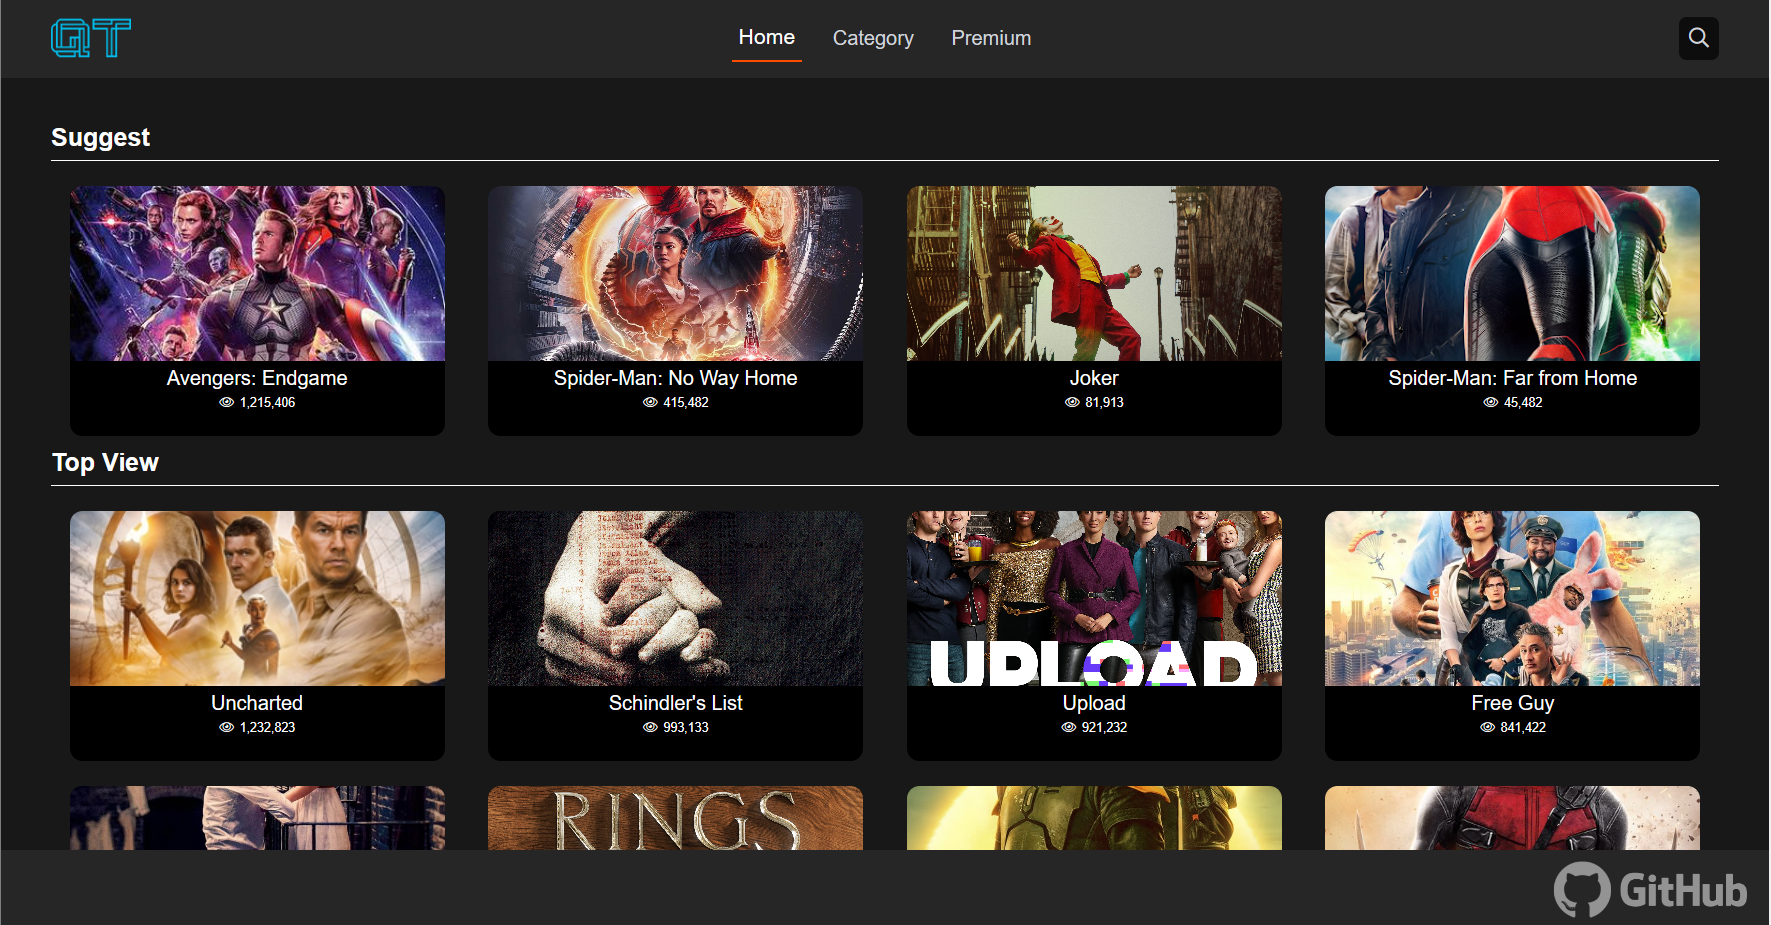 QT
Home Category Premium
Suggest
Avengers: Endgame
1,215,406
Spider-Man: No Way Home
415,482
Joker
81,913
Spider-Man: Far from Home
45,482
Top View
UPLOAD
Uncharted
1,232,823
Schindler's List
993,133
Upload
921,232
Free Guy
841,422
RINGS
GitHub